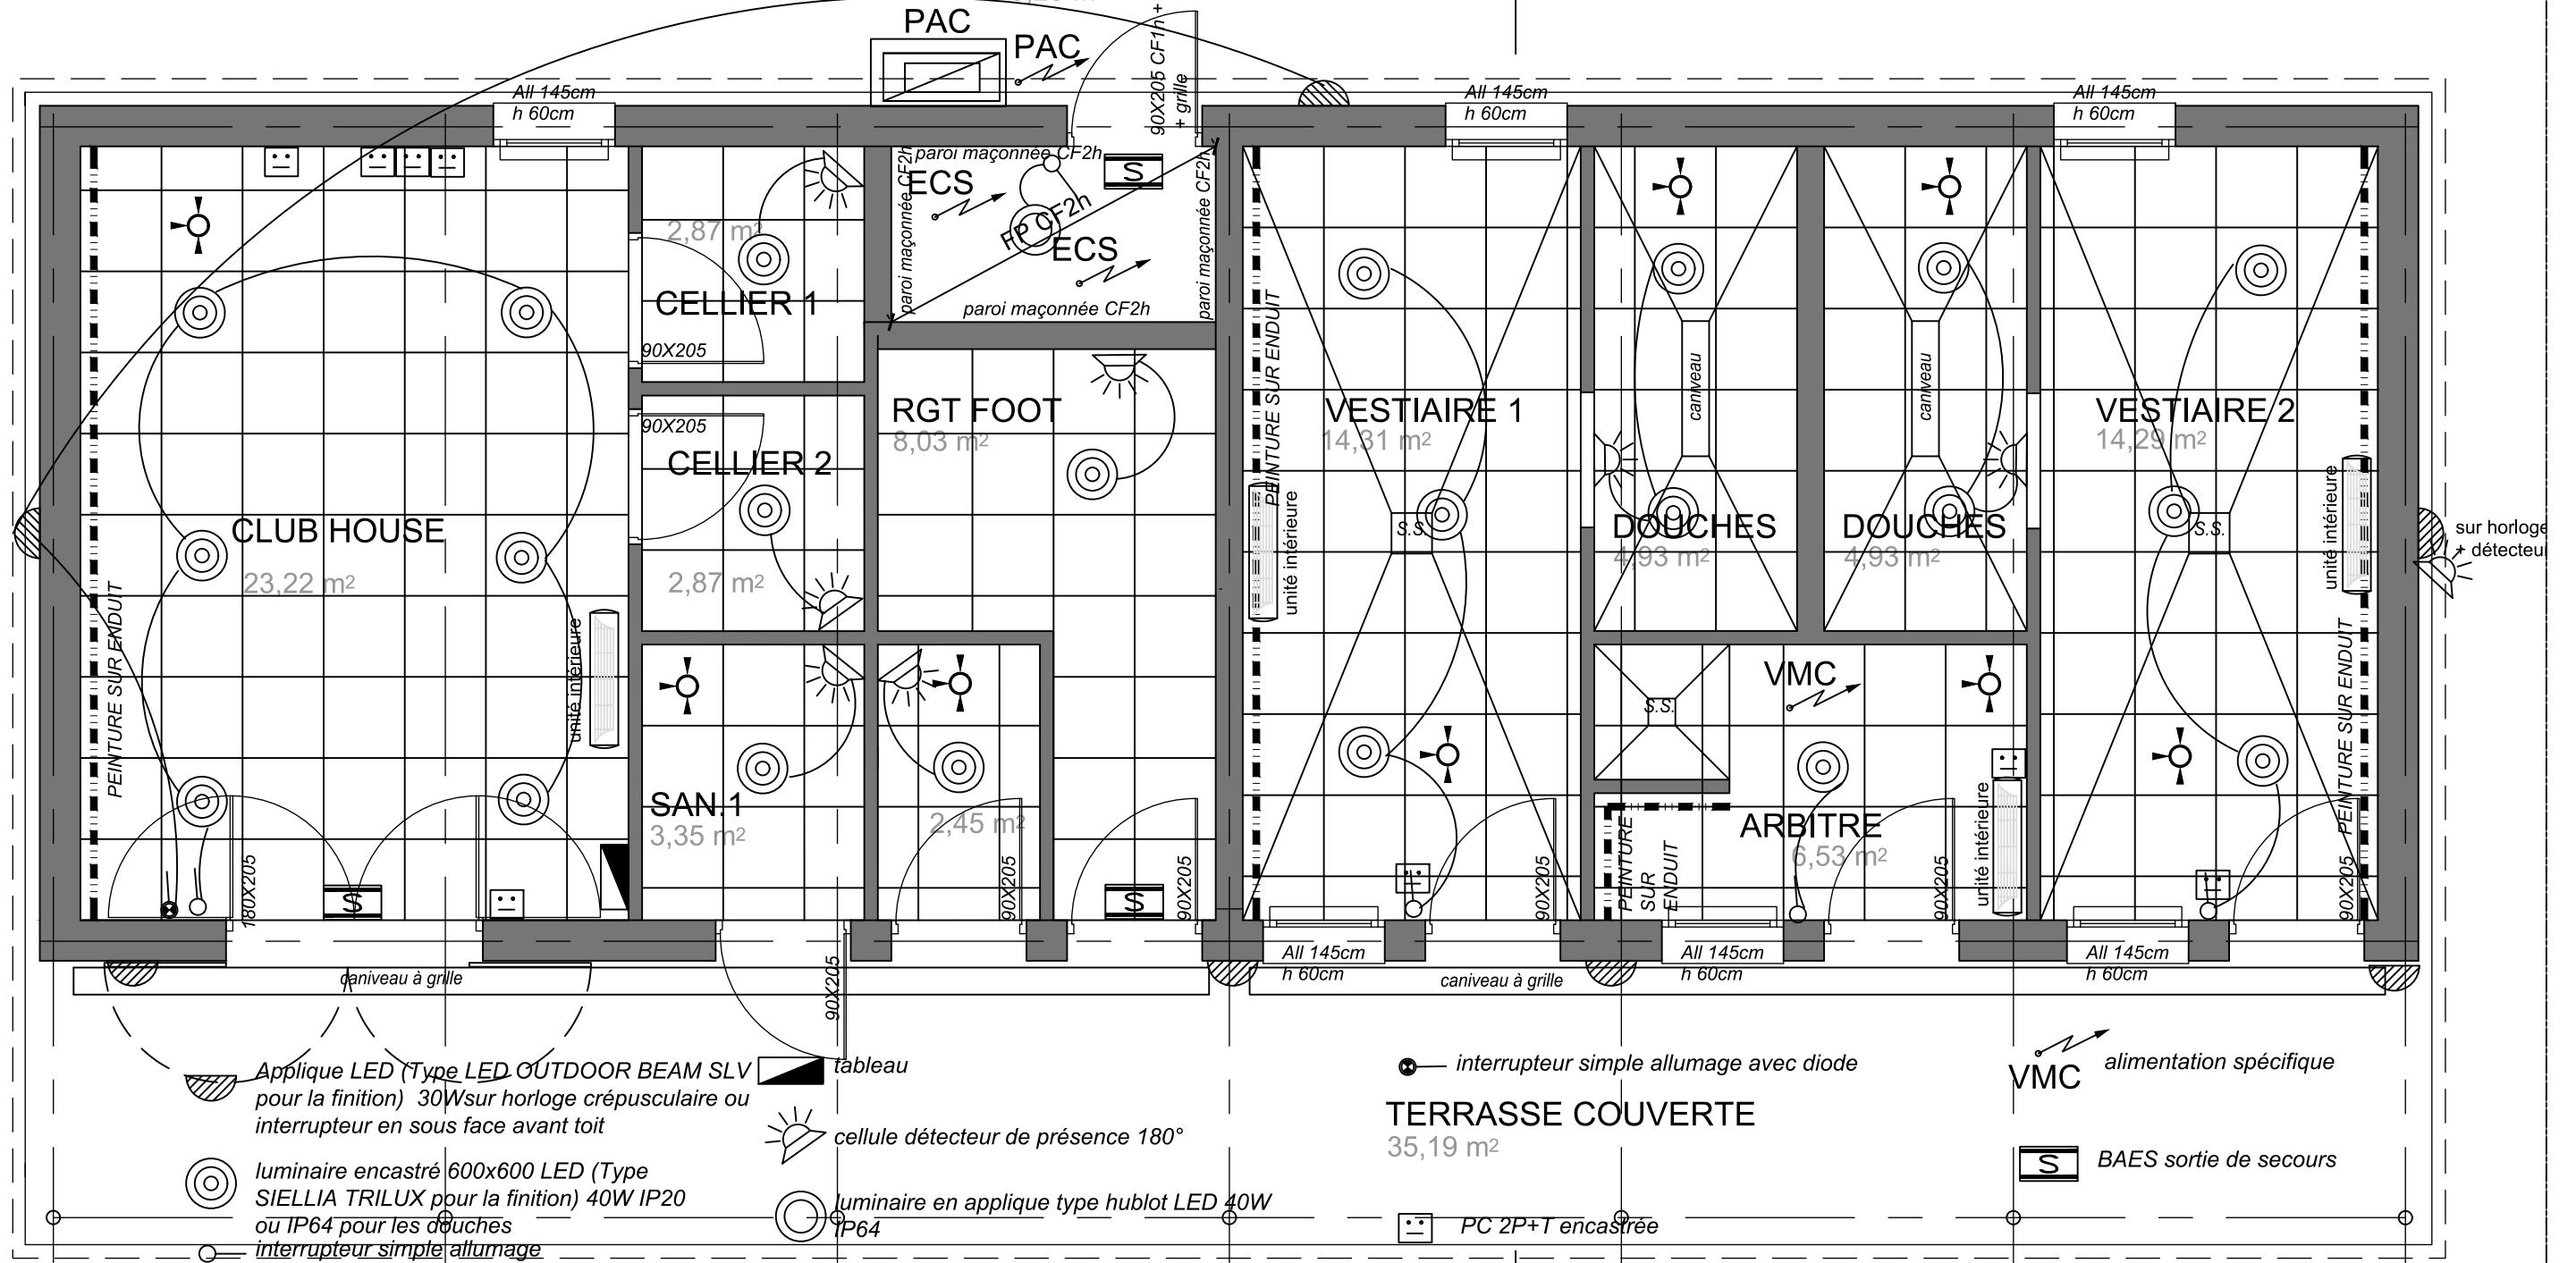 PAC
PAC
90X205 CF1h +
+ grille
All 145cm
h 60cm
All 145cm
h 60cm
All 145cm
h 60cm
paroi maçonnée CF2h
paroi maçonnée CF2h
paroi maçonnée CF2h
paroi maçonnée CF2h
ECS
FP CF2h
ECS
S
2,87 m²
CELLIER 1
90X205
90X205
CELLIER 2
2,87 m²
RGT FOOT
8,03 m²
PEINTURE SUR ENDUIT
VESTIAIRE 1
14,31 m²
unité intérieure
S.S.
caniveau
DOUCHES
4,93 m²
caniveau
DOUCHES
4,93 m²
VESTIAIRE 2
14,29 m²
S.S.
unité intérieure
sur horloge
CLUB HOUSE
23,22 m²
PEINTURE SUR ENDUIT
unité intérieure
180X205
S
SAN.1
3,35 m²
90X205
2,45 m²
90X205
S
90X205
90X205
S.S.
VMC
ARBITRE
6,53 m²
PEINTURE
SUR
ENDUIT
90X205
unité intérieure
PEINTURE SUR ENDUIT
90X205
All 145cm
h 60cm
All 145cm
h 60cm
All 145cm
h 60cm
caniveau à grille
caniveau à grille
Applique LED (Type LED OUTDOOR BEAM SLV
pour la finition) 30Wsur horloge crépusculaire ou
interrupteur en sous face avant toit
luminaire encastré 600x600 LED (Type
SIELLIA TRILUX pour la finition) 40W IP20
ou IP64 pour les douches
interrupteur simple allumage
tableau
cellule détecteur de présence 180°
luminaire en applique type hublot LED 40W
IP64
interrupteur simple allumage avec diode
TERRASSE COUVERTE
35,19 m²
PC 2P+T encastrée
VMC
alimentation spécifique
S
BAES sortie de secours